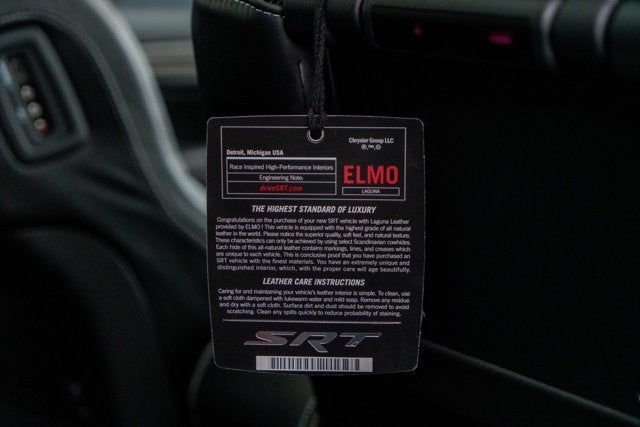 Chrysler Group LLC
®,™,©
Detroit, Michigan USA
Race Inspired High-Performance Interiors
Engineering Note:
driveSRT.com
ELMO
LAGUNA
THE HIGHEST STANDARD OF LUXURY
Congratulations on the purchase of your new SRT vehicle with Laguna Leather
provided by ELMO! This vehicle is equipped with the highest grade of all natural
leather in the world. Please notice the superior quality, soft feel, and natural texture.
These characteristics can only be achieved by using select Scandinavian cowhides.
Each hide of this all-natural leather contains markings, lines, and creases which
are unique to each vehicle. This is conclusive proof that you have purchased an
SRT vehicle with the finest materials. You have an extremely unique and
distinguished interior, which, with the proper care will age beautifully.
LEATHER CARE INSTRUCTIONS
Caring for and maintaining your vehicle's leather interior is simple. To clean, use
a soft cloth dampened with lukewarm water and mild soap. Remove any residue
and dry with a soft cloth. Surface dirt and dust should be removed to avoid
scratching. Clean any spills quickly to reduce probability of staining.
SRT